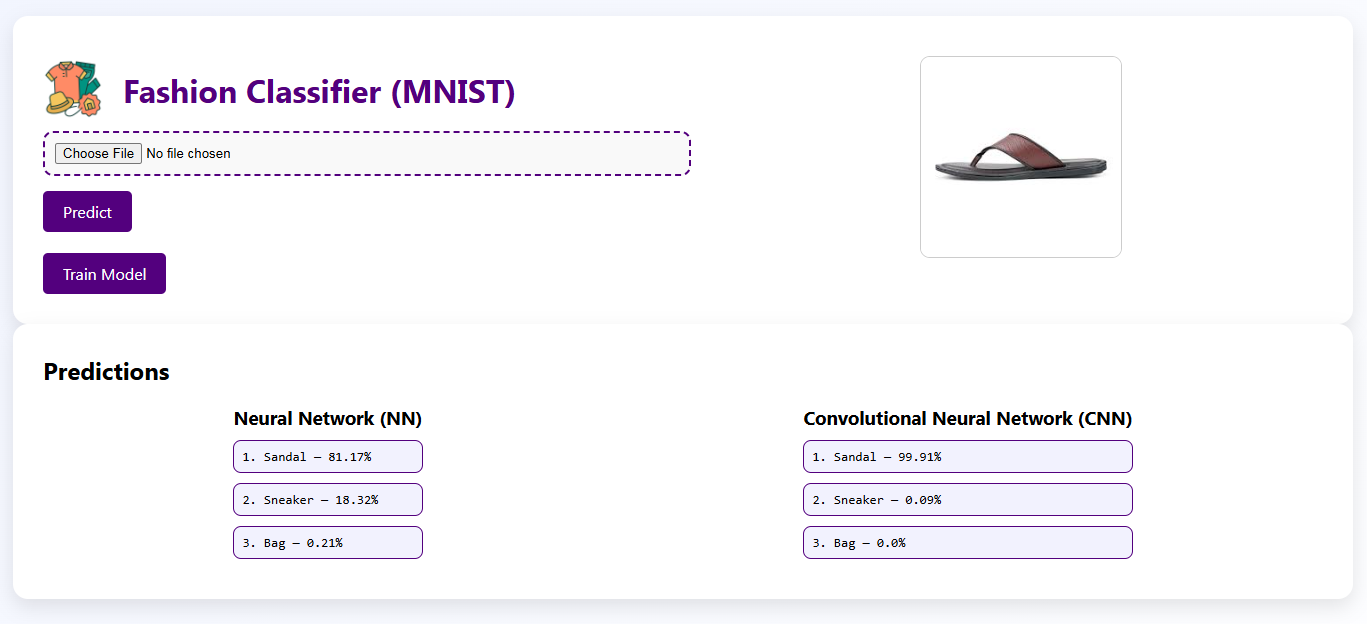 Fashion Classifier (MNIST)
Choose File No file chosen
Predict
Train Model
Predictions
Neural Network (NN)
1. Sandal — 81.17%
2. Sneaker — 18.32%
3. Bag — 0.21%
Convolutional Neural Network (CNN)
1. Sandal — 99.91%
2. Sneaker — 0.09%
3. Bag — 0.0%